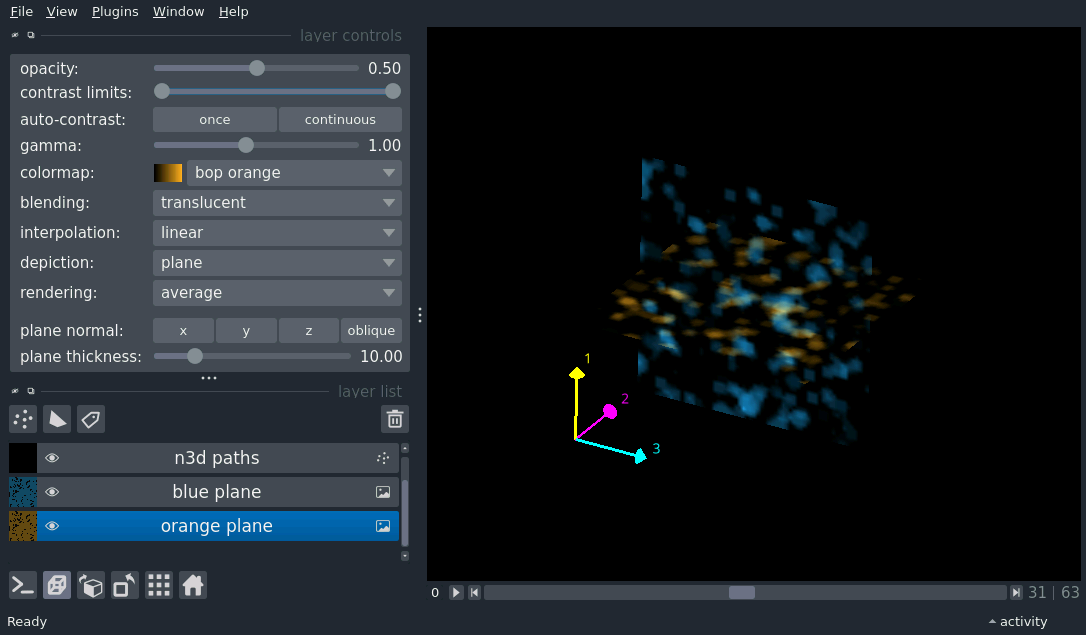 File View Plugins Window Help
layer controls
opacity: 0.50
contrast limits:
auto-contrast: once continuous
gamma: 1.00
colormap: bop orange
blending: translucent
interpolation: linear
depiction: plane
rendering: average
plane normal: x y z oblique
plane thickness: 10.00
layer list
n3d paths
blue plane
orange plane
1
2
3
0 31 | 63
Ready activity